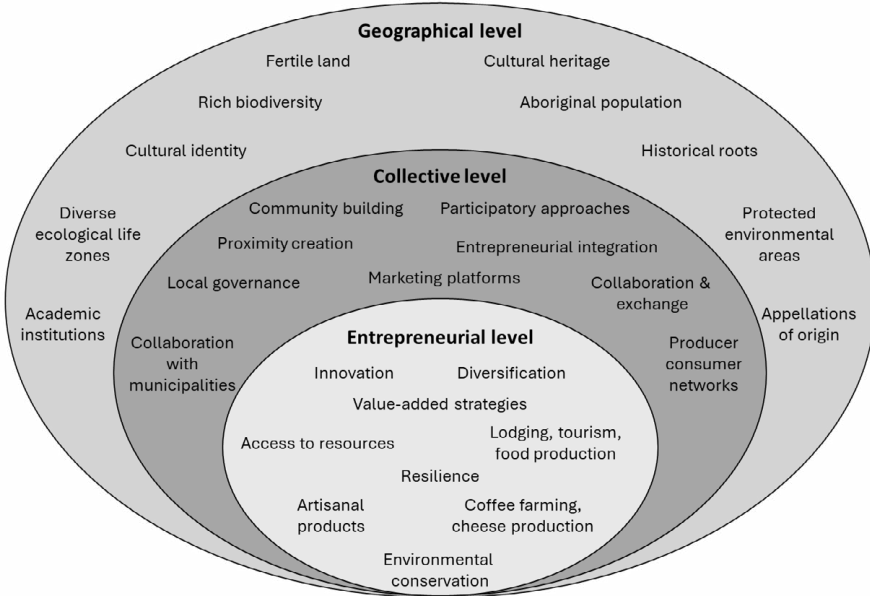 Geographical level
Fertile land
Cultural heritage
Rich biodiversity
Aboriginal population
Cultural identity
Historical roots
Diverse
ecological life
zones
Protected
environmental
areas
Academic
institutions
Appellations
of origin
Collective level
Community building
Participatory approaches
Proximity creation
Entrepreneurial integration
Local governance
Marketing platforms
Collaboration &
exchange
Collaboration
with
municipalities
Producer
consumer
networks
Entrepreneurial level
Innovation
Diversification
Value-added strategies
Access to resources
Lodging, tourism,
food production
Resilience
Artisanal
products
Coffee farming,
cheese production
Environmental
conservation